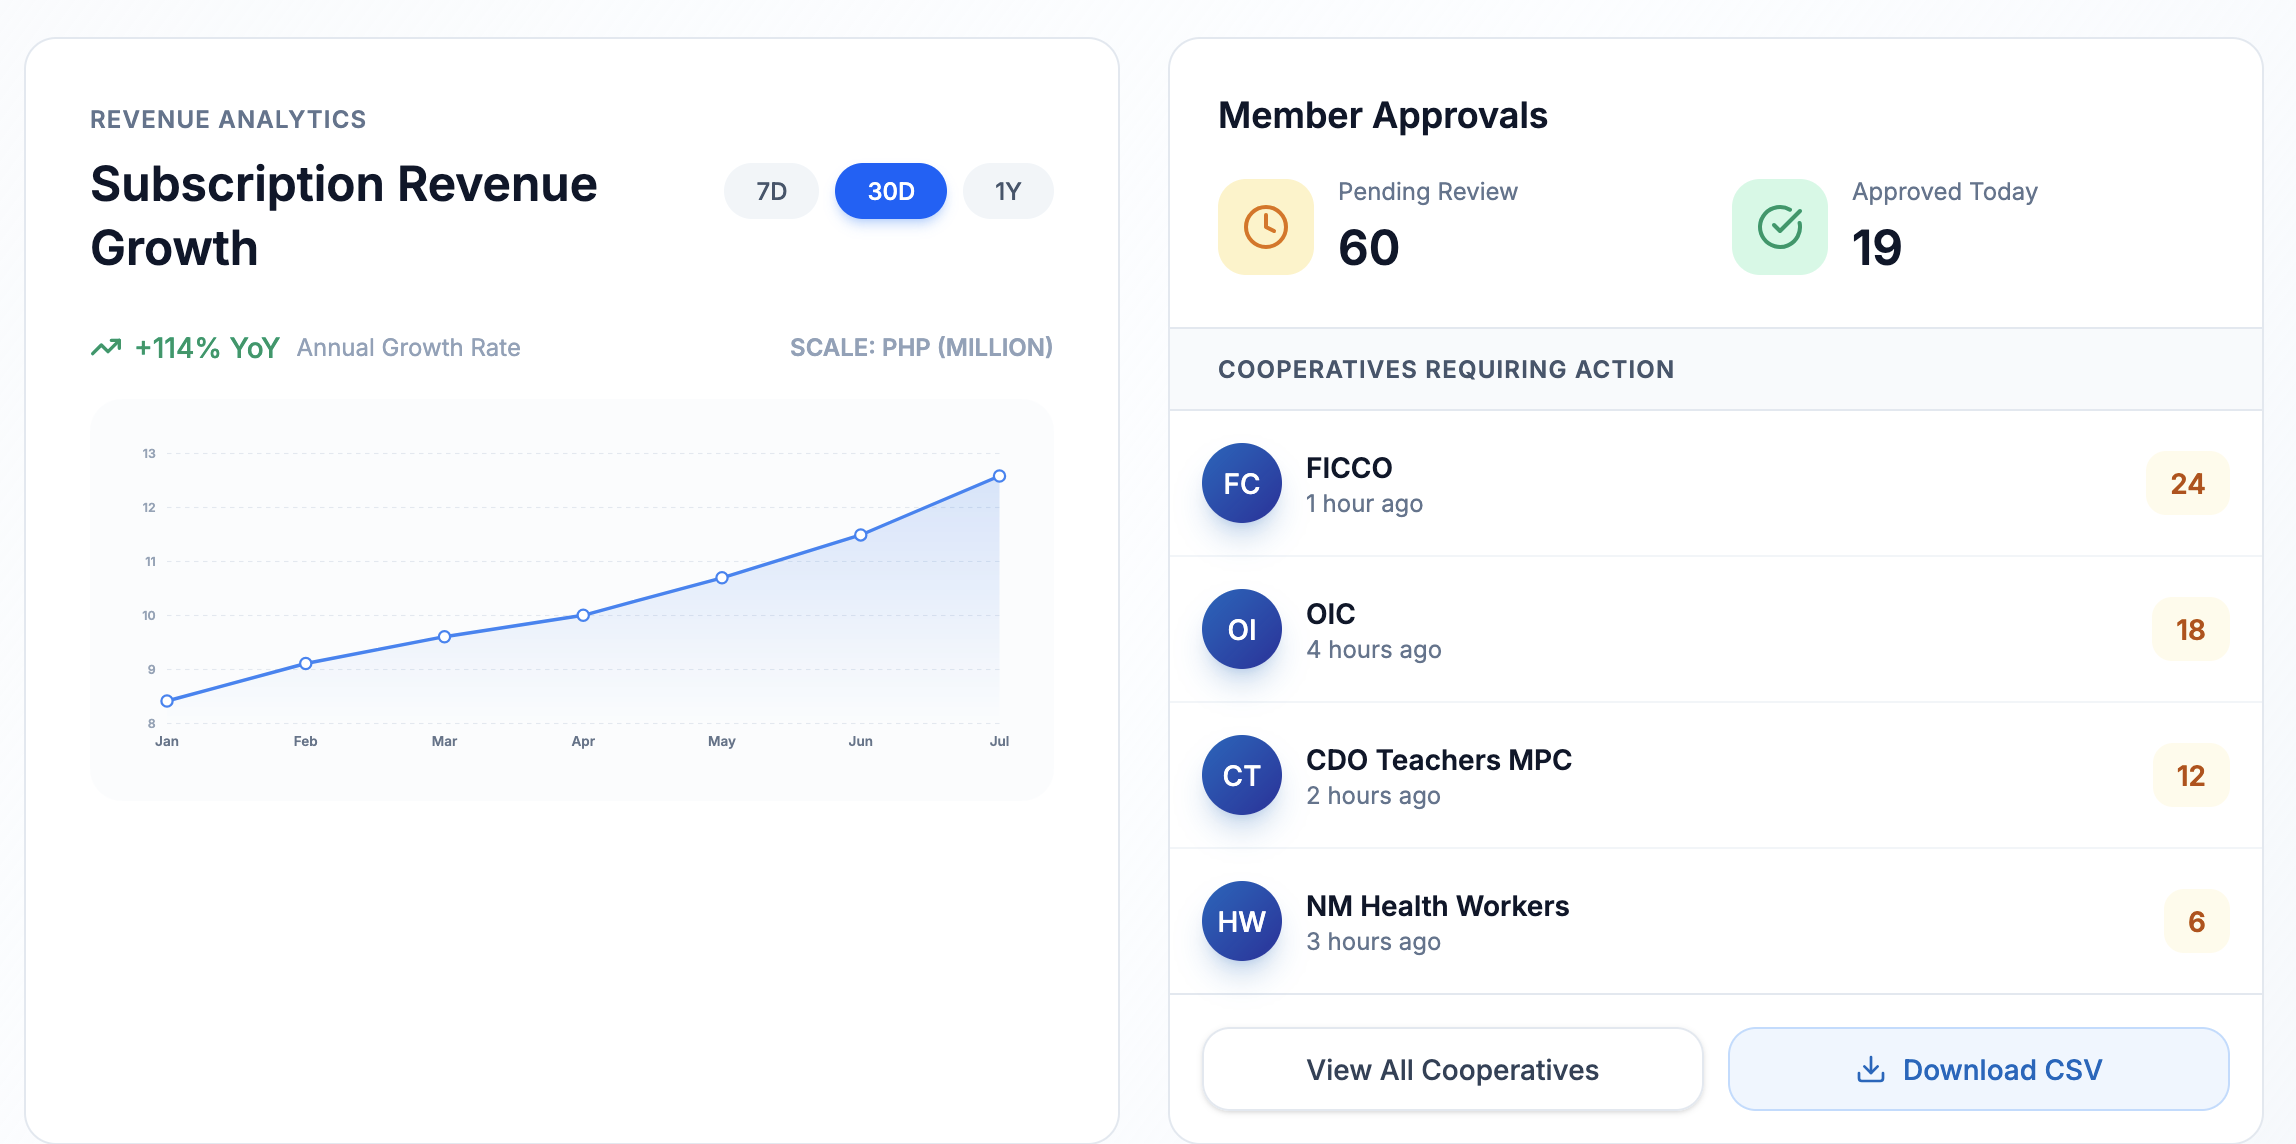 REVENUE ANALYTICS
Subscription Revenue
Growth
7D
30D
1Y
+114% YoY
Annual Growth Rate
SCALE: PHP (MILLION)
13
12
11
10
9
8
Jan
Feb
Mar
Apr
May
Jun
Jul
Member Approvals
Pending Review
60
Approved Today
19
COOPERATIVES REQUIRING ACTION
FC
FICCO
1 hour ago
24
OI
OIC
4 hours ago
18
CT
CDO Teachers MPC
2 hours ago
12
HW
NM Health Workers
3 hours ago
6
View All Cooperatives
Download CSV